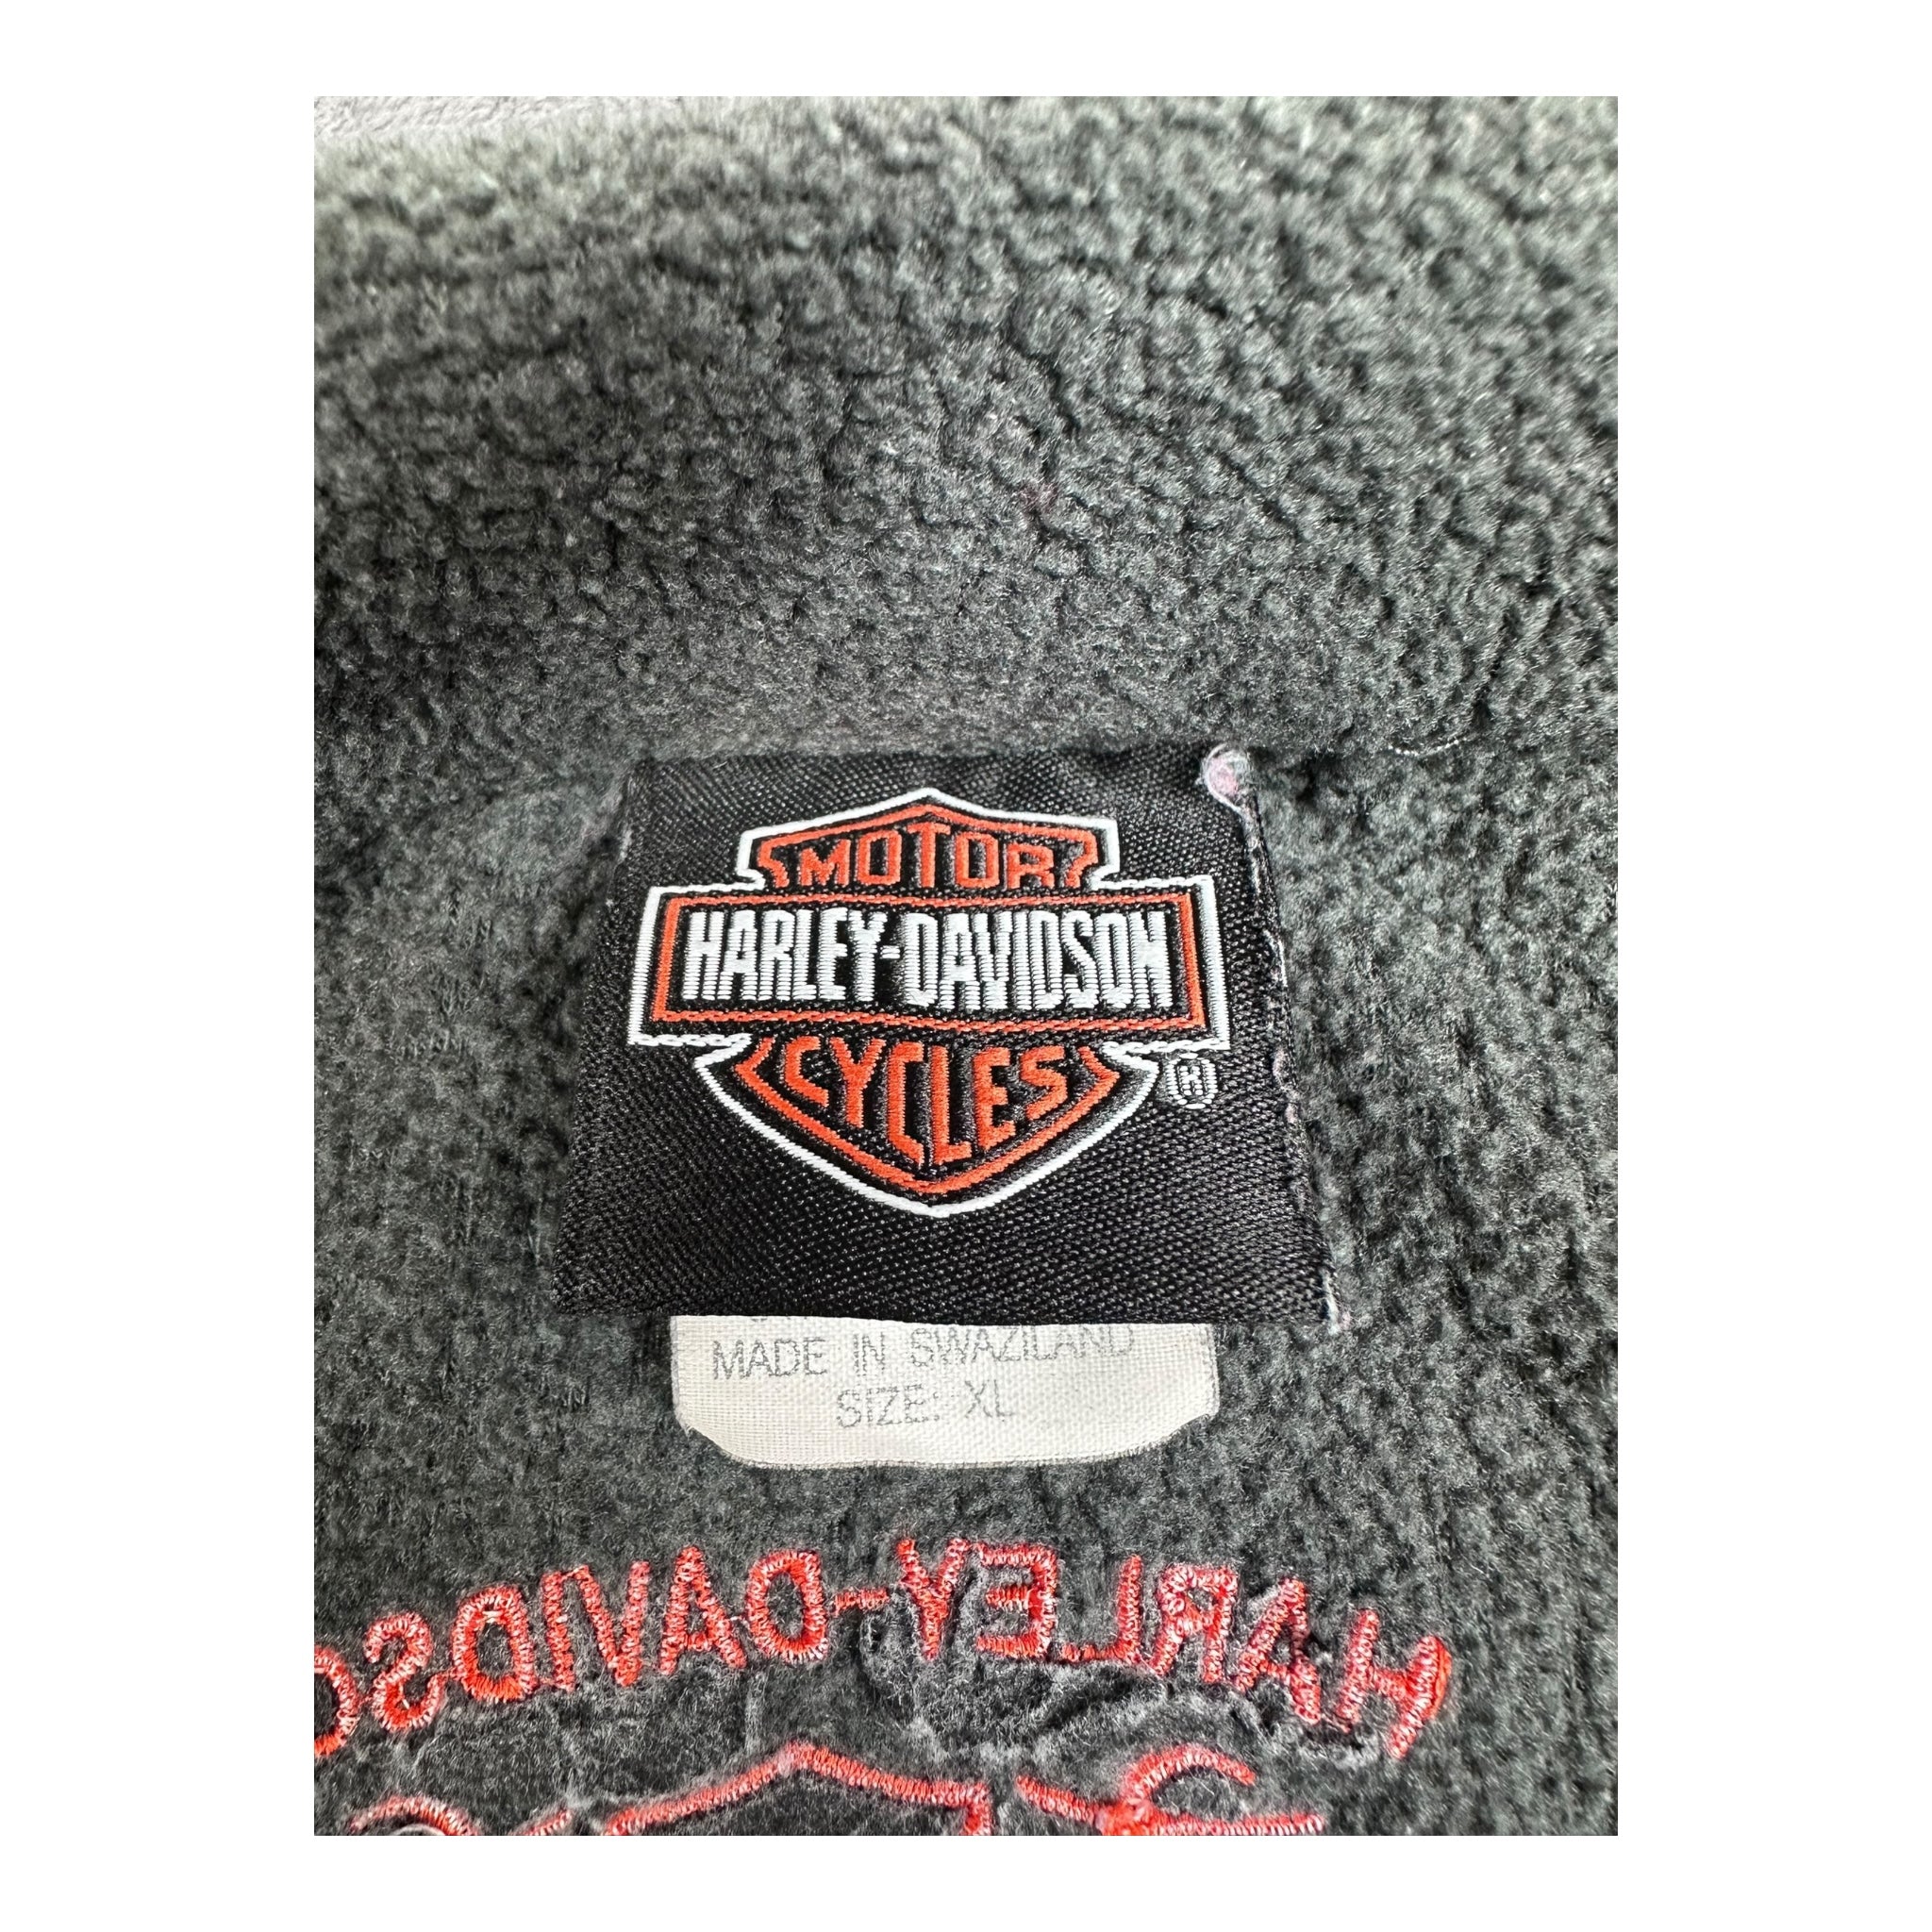 MOTOR
HARLEY-DAVIDSON
CYCLES
®
MADE IN SWAZILAND
SIZE: XL
HARLEY-DAVIDSO